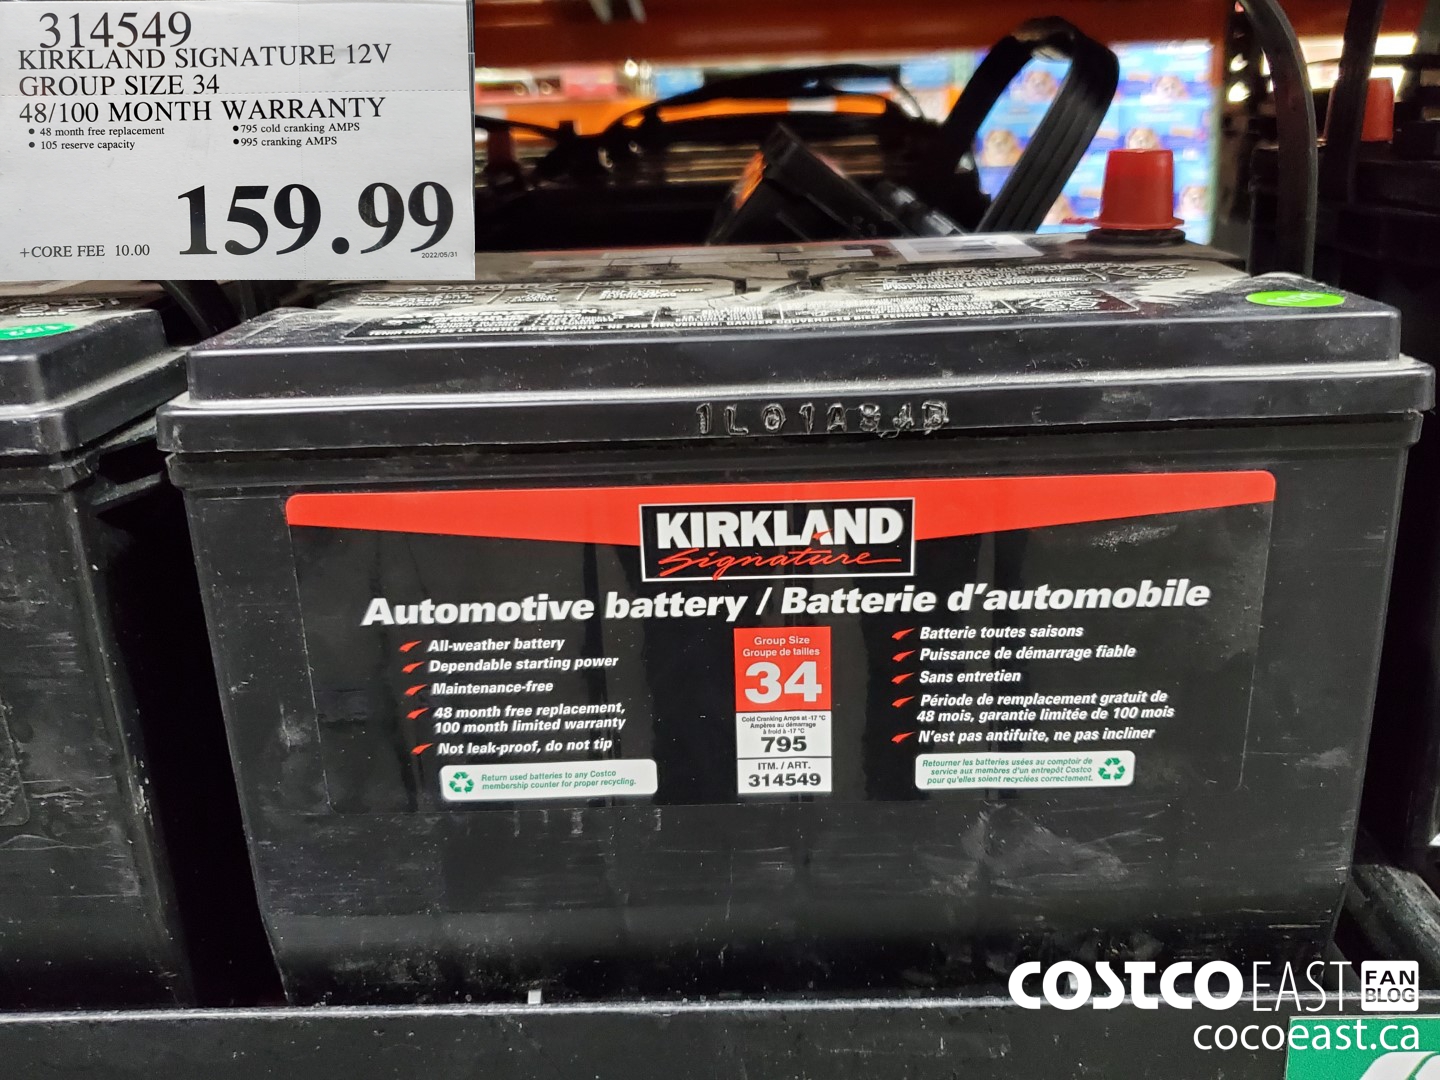 314549
KIRKLAND SIGNATURE 12V
GROUP SIZE 34
48/100 MONTH WARRANTY
• 48 month free replacement
• 105 reserve capacity
•795 cold cranking AMPS
•995 cranking AMPS
159.99
+CORE FEE 10.00
2022/05/31
KIRKLAND
Signature
Automotive battery / Batterie d'automobile
All-weather battery
Dependable starting power
Maintenance-free
48 month free replacement,
100 month limited warranty
Not leak-proof, do not tip
Return used batteries to any Costco
membership counter for proper recycling.
Group Size
Groupe de tailles
34
Cold Cranking Amps at -17 °C
Ampères au démarrage
à froid à -17 °C
795
ITM. / ART.
314549
Batterie toutes saisons
Puissance de démarrage fiable
Sans entretien
Période de remplacement gratuit de
48 mois, garantie limitée de 100 mois
N'est pas antifuite, ne pas incliner
Retourner les batteries usées au comptoir de
service aux membres d'un entrepôt Costco
pour qu'elles soient recyclées correctement.
COSTCO EAST FAN
BLOG
cocoeast.ca